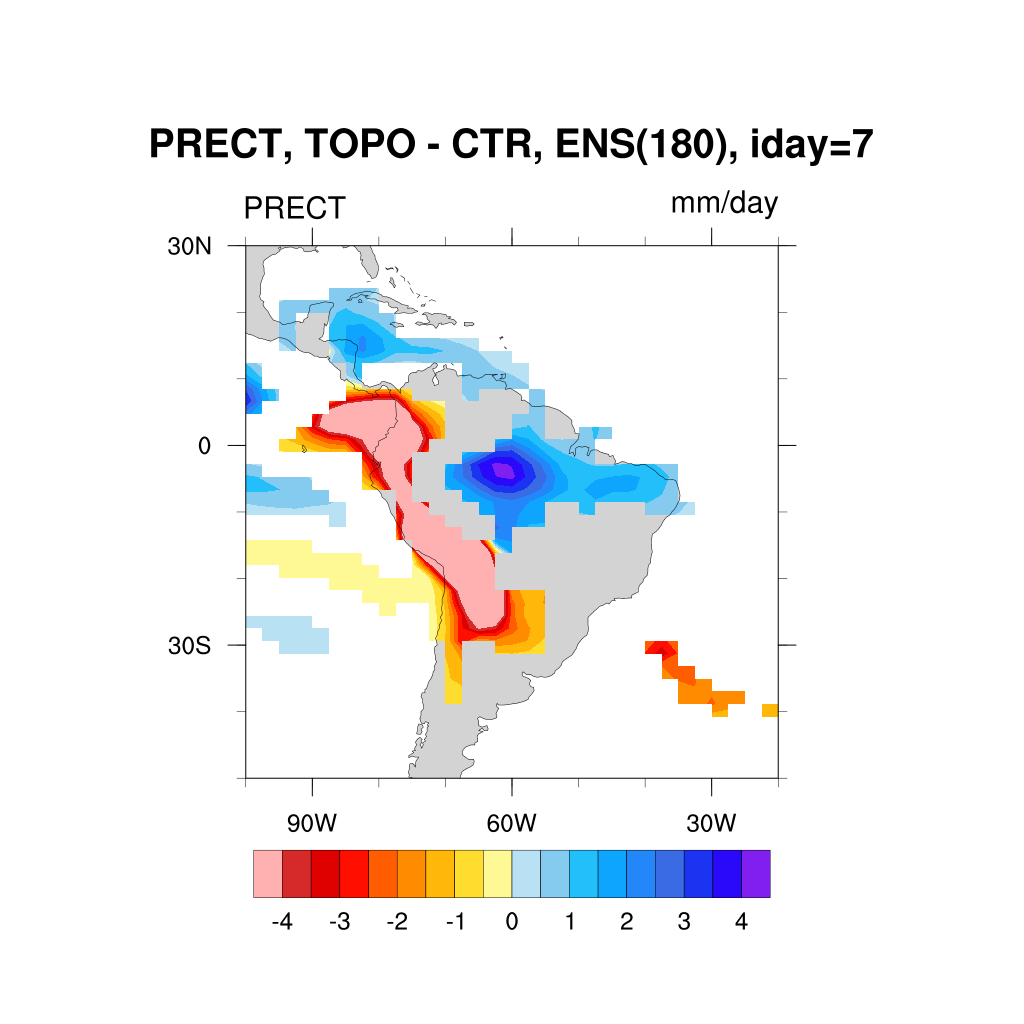 PRECT, TOPO - CTR, ENS(180), iday=7
PRECT mm/day
30N
0
30S
90W 60W 30W
-4 -3 -2 -1 0 1 2 3 4